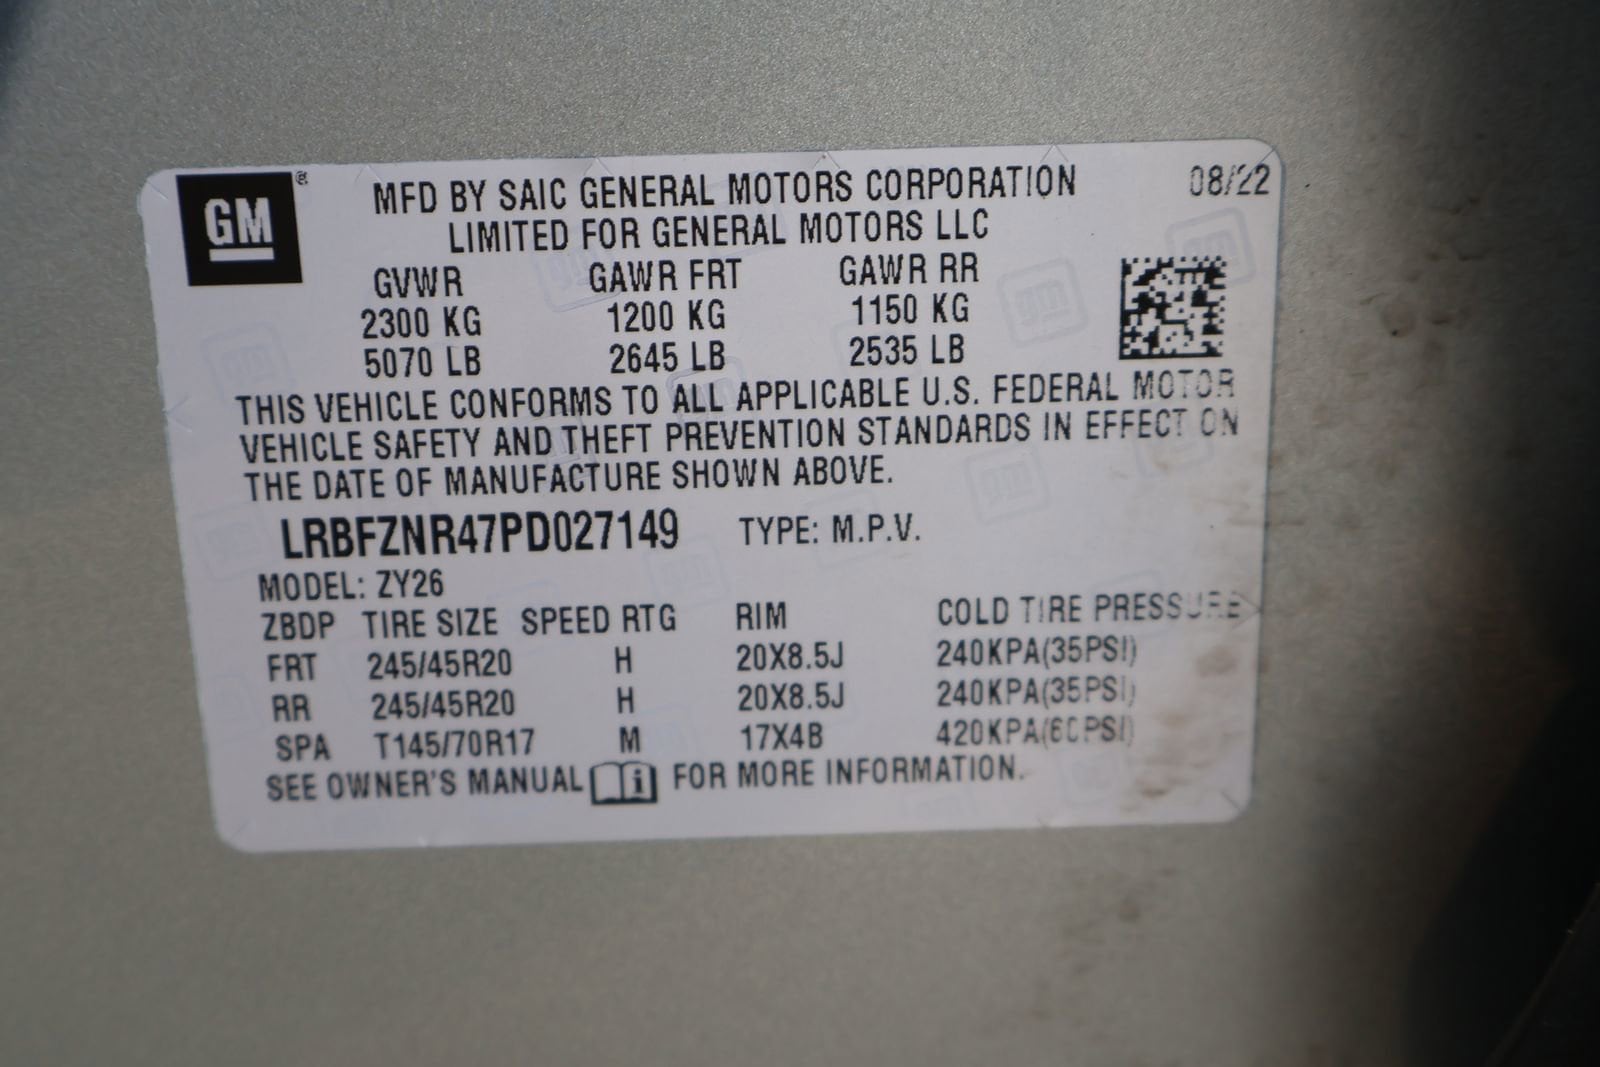 GM ®
MFD BY SAIC GENERAL MOTORS CORPORATION 08/22
LIMITED FOR GENERAL MOTORS LLC
GVWR GAWR FRT GAWR RR
2300 KG 1200 KG 1150 KG
5070 LB 2645 LB 2535 LB
THIS VEHICLE CONFORMS TO ALL APPLICABLE U.S. FEDERAL MOTOR
VEHICLE SAFETY AND THEFT PREVENTION STANDARDS IN EFFECT ON
THE DATE OF MANUFACTURE SHOWN ABOVE.
LRBFZNR47PD027149 TYPE: M.P.V.
MODEL: ZY26
ZBDP TIRE SIZE SPEED RTG RIM COLD TIRE PRESSURE
FRT 245/45R20 H 20X8.5J 240KPA(35PSI)
RR 245/45R20 H 20X8.5J 240KPA(35PSI)
SPA T145/70R17 M 17X4B 420KPA(60PSI)
SEE OWNER'S MANUAL i FOR MORE INFORMATION.